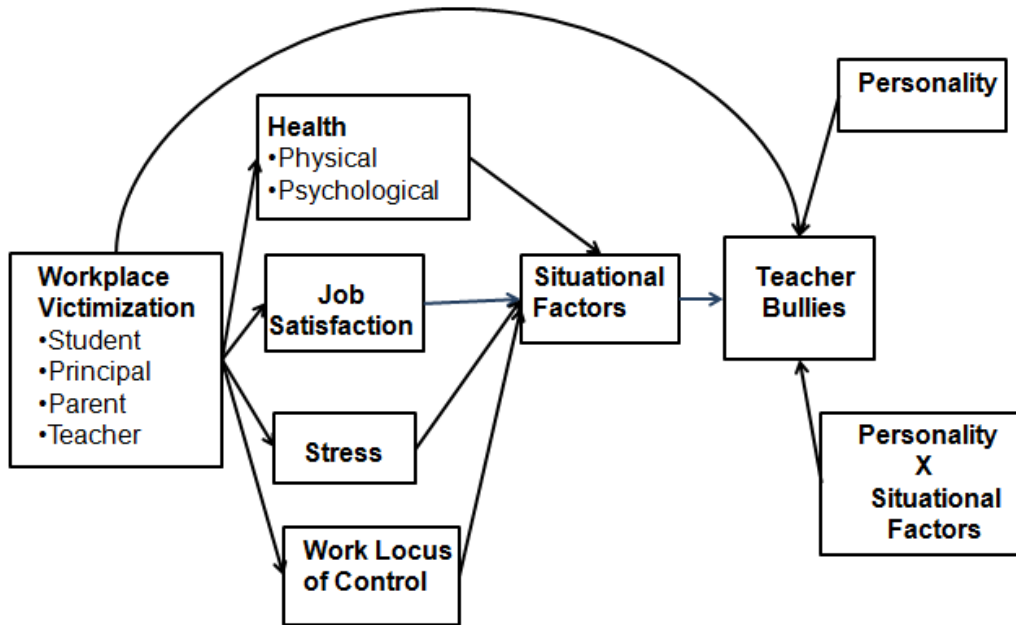 Personality
Health
•Physical
•Psychological
Workplace
Victimization
•Student
•Principal
•Parent
•Teacher
Job
Satisfaction
Situational
Factors
Teacher
Bullies
Stress
Personality
X
Situational
Factors
Work Locus
of Control